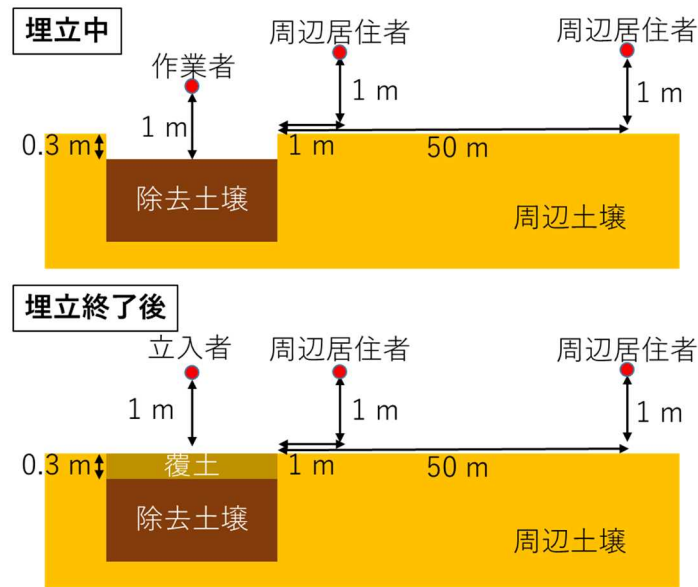 埋立中
作業者
周辺居住者
周辺居住者
1 m
1 m
1 m
0.3 m
1 m
50 m
除去土壌
周辺土壌
埋立終了後
立入者
周辺居住者
周辺居住者
1 m
1 m
1 m
0.3 m
覆土
1 m
50 m
除去土壌
周辺土壌